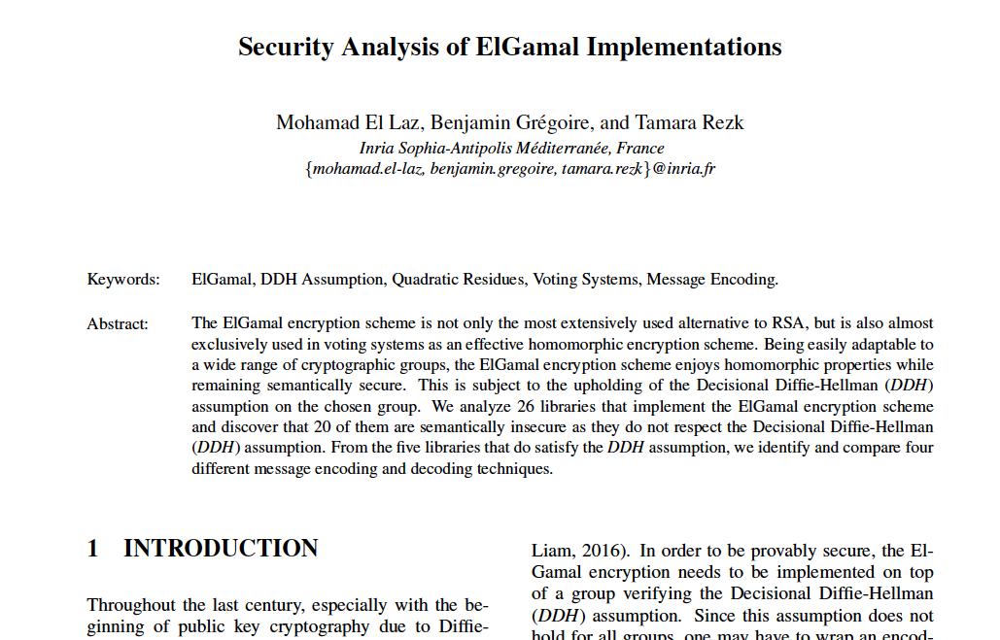 Security Analysis of ElGamal Implementations
Mohamad El Laz, Benjamin Grégoire, and Tamara Rezk
Inria Sophia-Antipolis Méditerranée, France
{mohamad.el-laz, benjamin.gregoire, tamara.rezk}@inria.fr
Keywords: ElGamal, DDH Assumption, Quadratic Residues, Voting Systems, Message Encoding.
Abstract: The ElGamal encryption scheme is not only the most extensively used alternative to RSA, but is also almost
exclusively used in voting systems as an effective homomorphic encryption scheme. Being easily adaptable to
a wide range of cryptographic groups, the ElGamal encryption scheme enjoys homomorphic properties while
remaining semantically secure. This is subject to the upholding of the Decisional Diffie-Hellman (DDH)
assumption on the chosen group. We analyze 26 libraries that implement the ElGamal encryption scheme
and discover that 20 of them are semantically insecure as they do not respect the Decisional Diffie-Hellman
(DDH) assumption. From the five libraries that do satisfy the DDH assumption, we identify and compare four
different message encoding and decoding techniques.
1 INTRODUCTION
Throughout the last century, especially with the be-
ginning of public key cryptography due to Diffie-
Liam, 2016). In order to be provably secure, the El-
Gamal encryption needs to be implemented on top
of a group verifying the Decisional Diffie-Hellman
(DDH) assumption. Since this assumption does not
hold for all groups, one may have to wrap an encod-